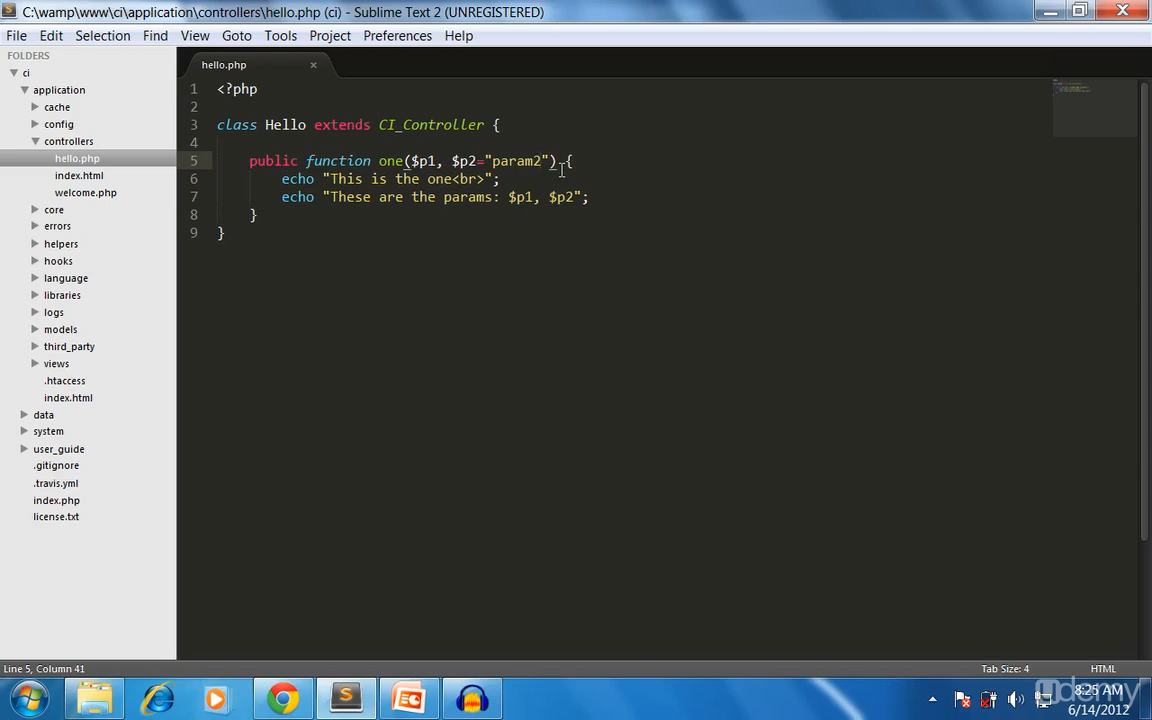 C:\wamp\www\ci\application\controllers\hello.php (ci) - Sublime Text 2 (UNREGISTERED)
File Edit Selection Find View Goto Tools Project Preferences Help
FOLDERS
ci
application
cache
config
controllers
hello.php
index.html
welcome.php
core
errors
helpers
hooks
language
libraries
logs
models
third_party
views
.htaccess
index.html
data
system
user_guide
.gitignore
.travis.yml
index.php
license.txt
hello.php ×
1 <?php
2
3 class Hello extends CI_Controller {
4
5 public function one($p1, $p2="param2") {
6 echo "This is the one<br>";
7 echo "These are the params: $p1, $p2";
8 }
9 }
Line 5, Column 41
Tab Size: 4
HTML
8:25 AM
6/14/2012
udemy